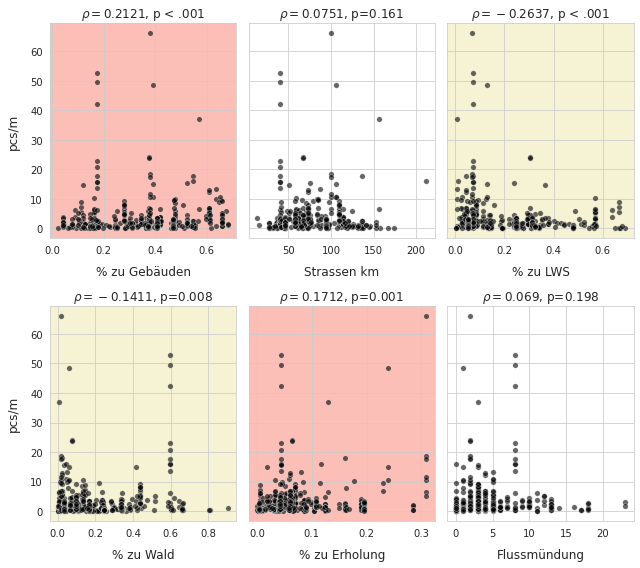 ρ = 0.2121, p < .001
ρ = 0.0751, p=0.161
ρ = −0.2637, p < .001
pcs/m
60
50
40
30
20
10
0
0.0 0.2 0.4 0.6
50 100 150 200
0.0 0.2 0.4 0.6
% zu Gebäuden
Strassen km
% zu LWS
ρ = −0.1411, p=0.008
ρ = 0.1712, p=0.001
ρ = 0.069, p=0.198
pcs/m
60
50
40
30
20
10
0
0.0 0.2 0.4 0.6 0.8
0.0 0.1 0.2 0.3
0 5 10 15 20
% zu Wald
% zu Erholung
Flussmündung